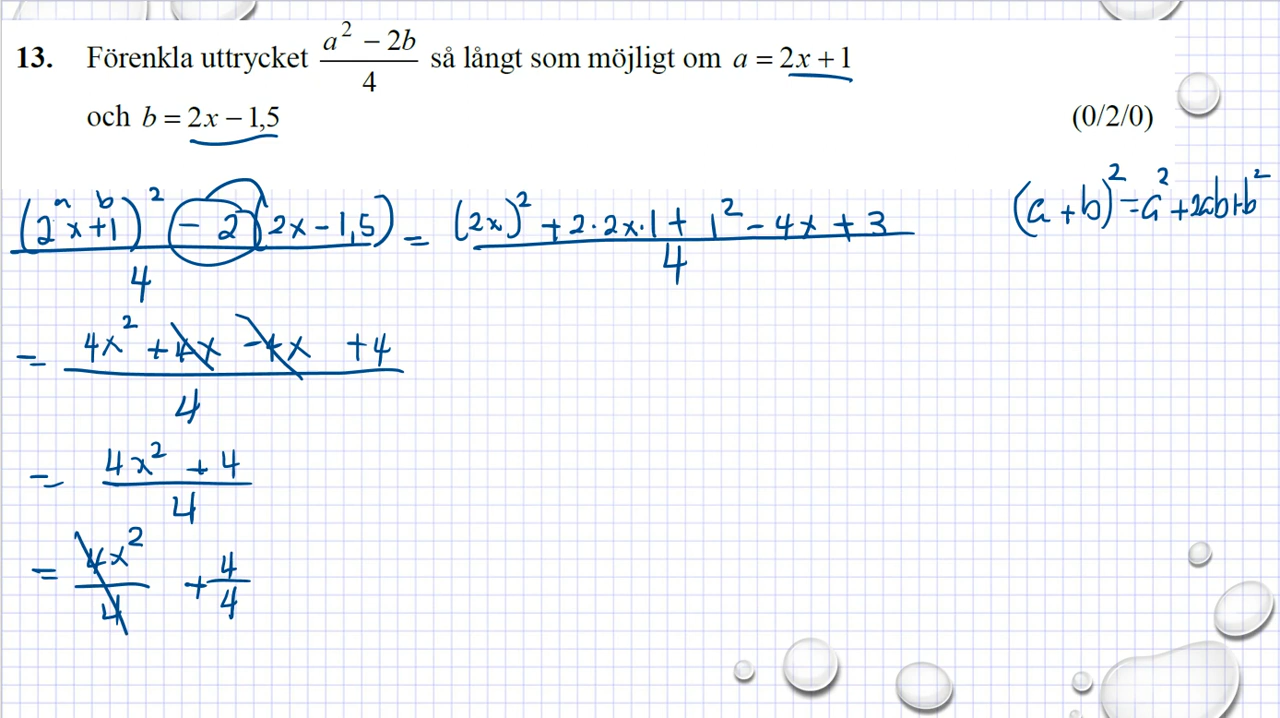 13. Förenkla uttrycket (a² − 2b)/4 så långt som möjligt om a = 2x + 1
och b = 2x − 1,5 (0/2/0)
a b
((2x+1)² − 2(2x − 1,5))/4 = ((2x)² + 2·2x·1 + 1² − 4x + 3)/4
(a + b)² = a² + 2ab + b²
= (4x² + 4x − 4x + 4)/4
= (4x² + 4)/4
= 4x²/4 + 4/4